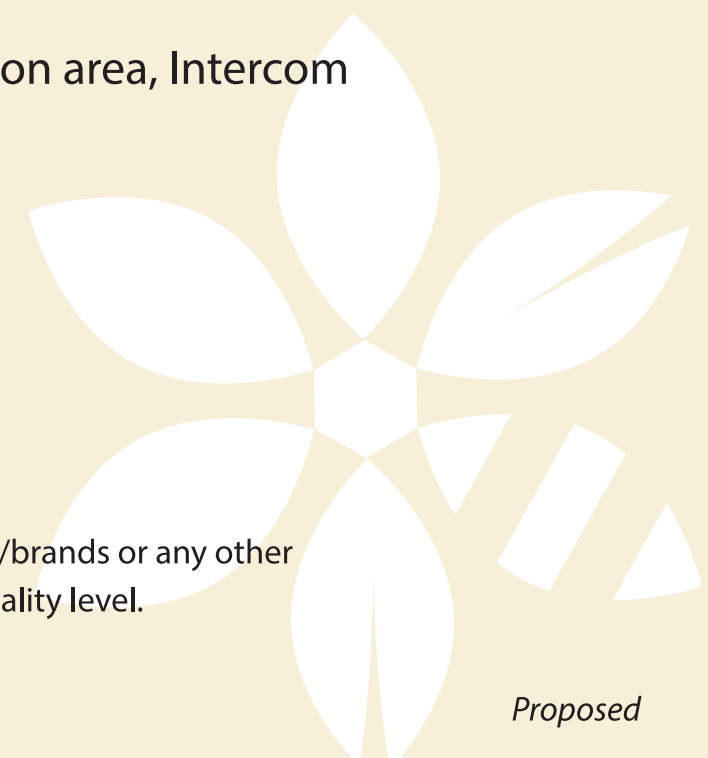 on area, Intercom
/brands or any other
ality level.
Proposed